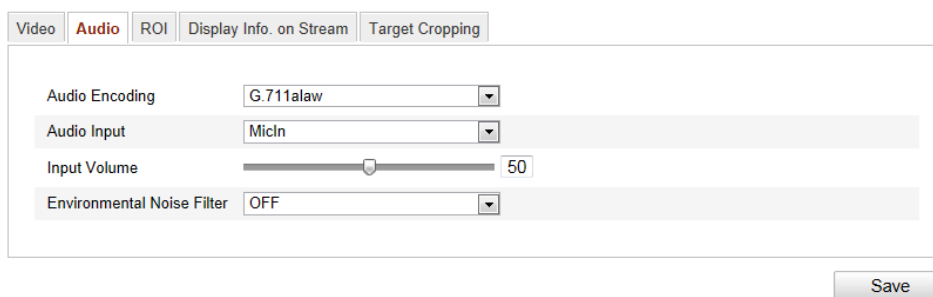 Video Audio ROI Display Info. on Stream Target Cropping
Audio Encoding G.711alaw
Audio Input MicIn
Input Volume 50
Environmental Noise Filter OFF
Save